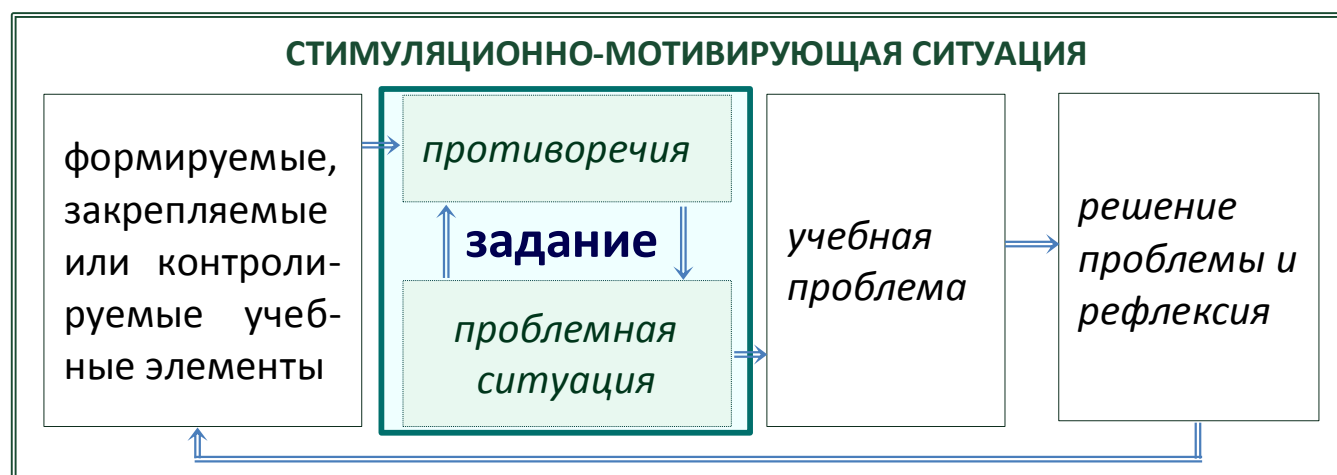 СТИМУЛЯЦИОННО-МОТИВИРУЮЩАЯ СИТУАЦИЯ
формируемые,
закрепляемые
или контроли-
руемые учеб-
ные элементы
противоречия
задание
проблемная
ситуация
учебная
проблема
решение
проблемы и
рефлексия